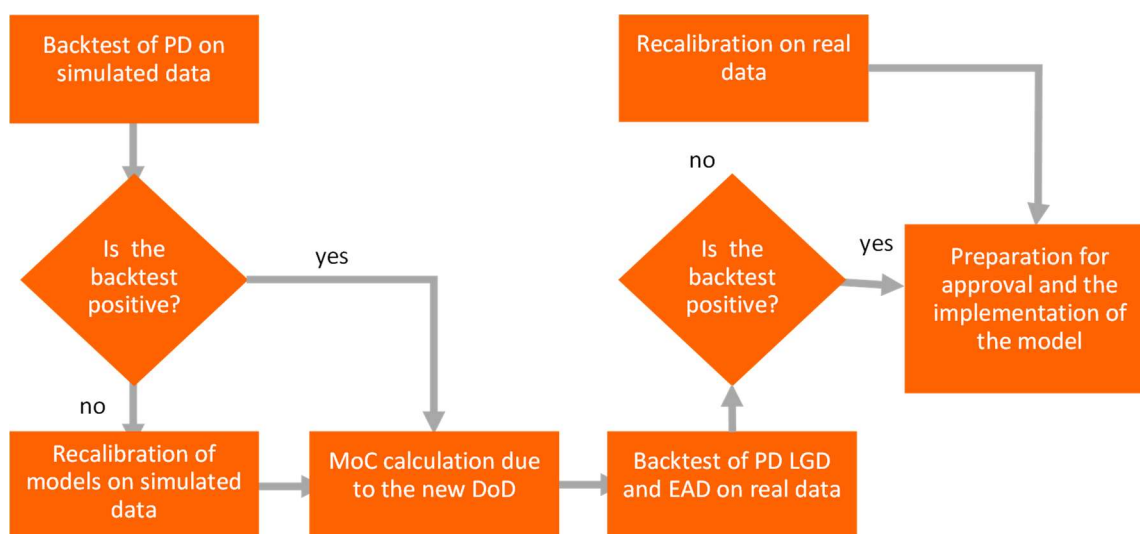 Backtest of PD on
simulated data
Is the
backtest
positive?
yes
no
Recalibration of
models on simulated
data
MoC calculation due
to the new DoD
Backtest of PD LGD
and EAD on real data
Is the
backtest
positive?
no
yes
Recalibration on real
data
Preparation for
approval and the
implementation of
the model